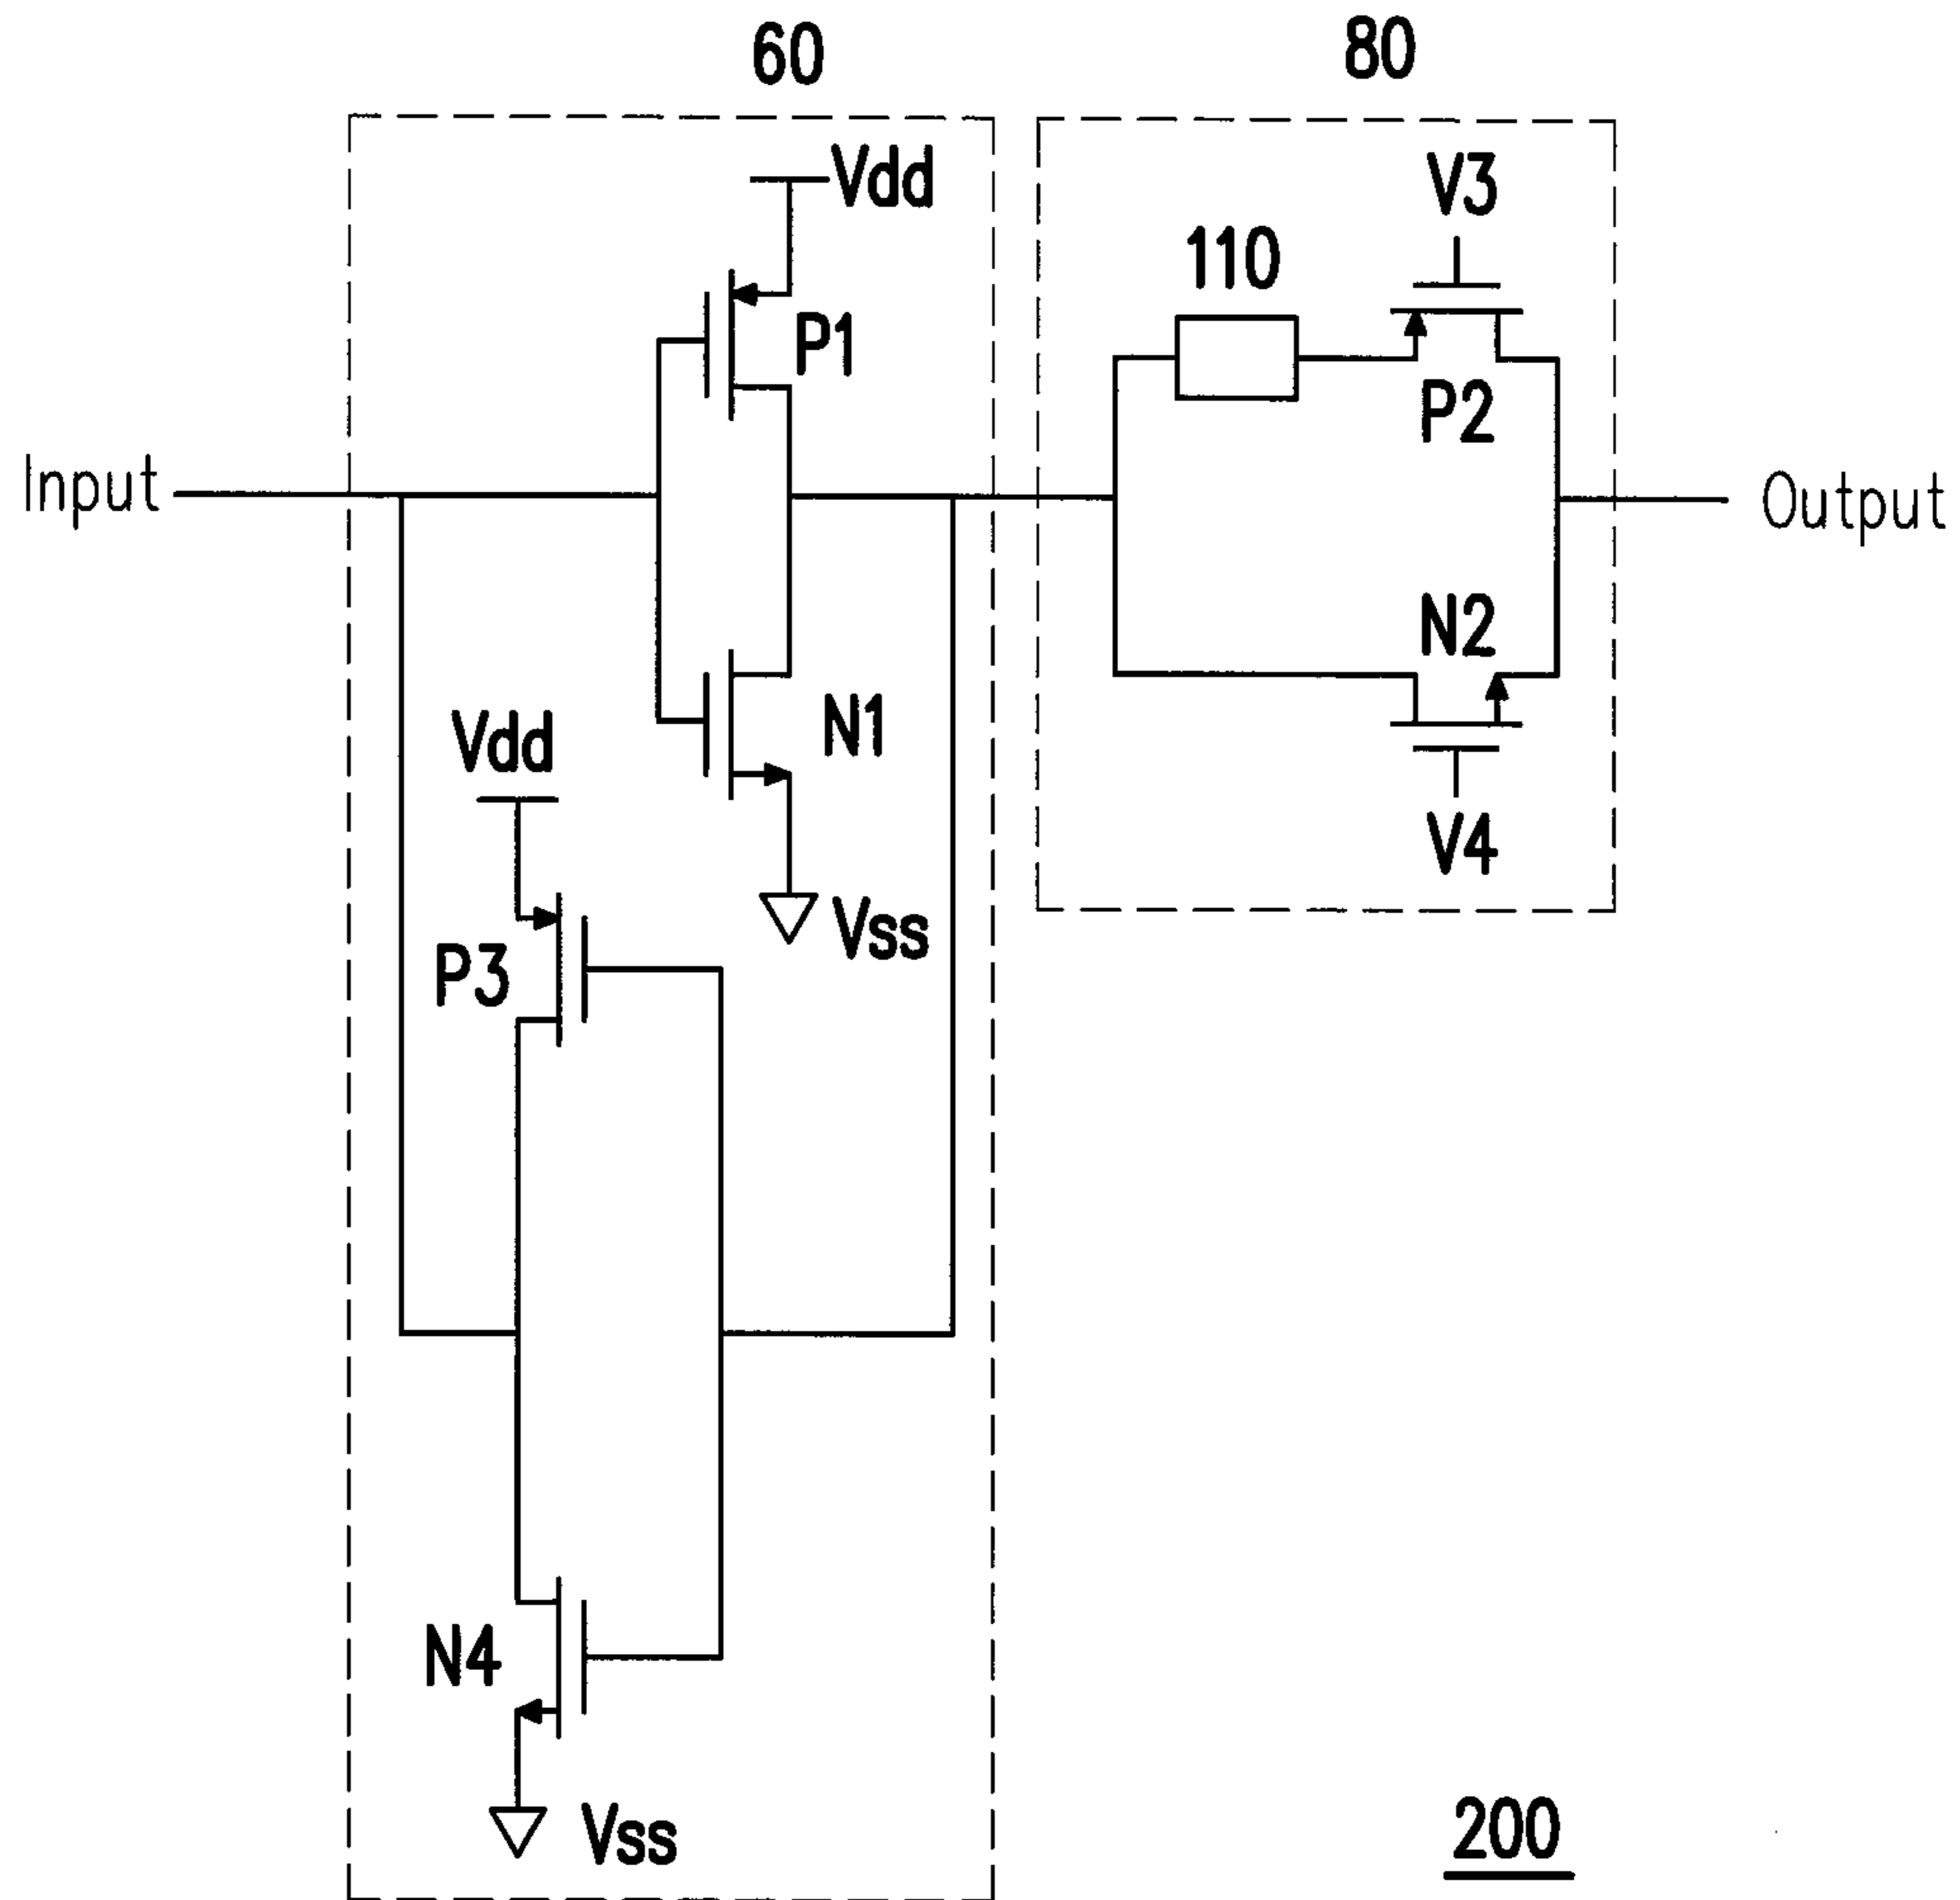 60
80
Vdd
V3
110
P1
P2
Input
Output
N2
N1
Vdd
V4
Vss
P3
N4
Vss
200